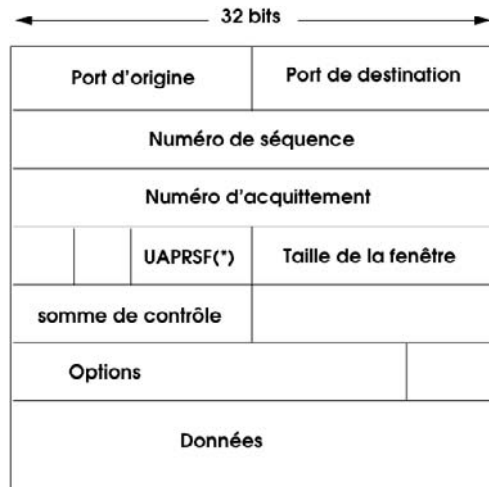 32 bits
Port d'origine
Port de destination
Numéro de séquence
Numéro d'acquittement
UAPRSF(*)
Taille de la fenêtre
somme de contrôle
Options
Données